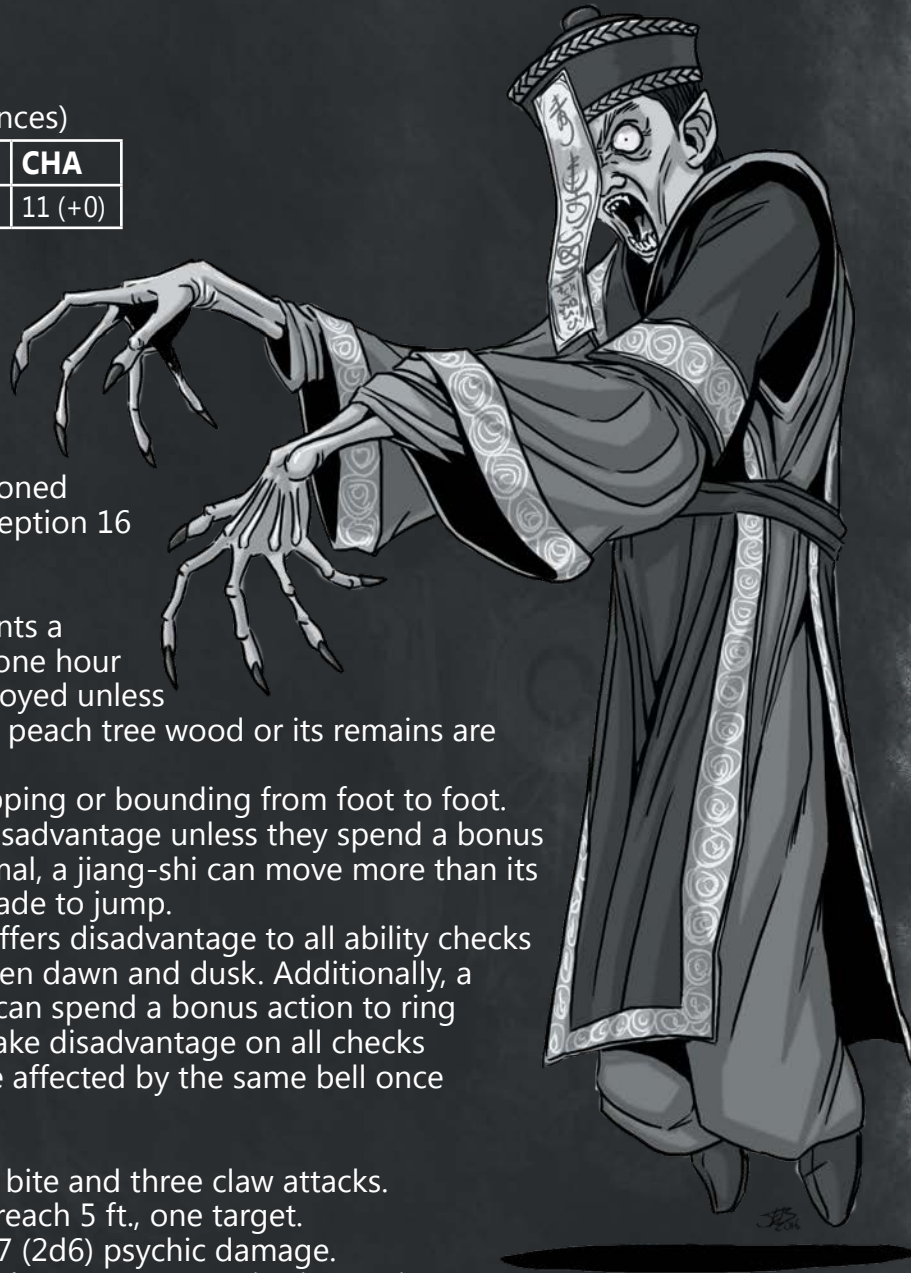 nces)
CHA
11 (+0)
oned
eption 16
nts a
one hour
oyed unless
peach tree wood or its remains are
pping or bounding from foot to foot.
isadvantage unless they spend a bonus
mal, a jiang-shi can move more than its
ade to jump.
ffers disadvantage to all ability checks
en dawn and dusk. Additionally, a
can spend a bonus action to ring
ake disadvantage on all checks
e affected by the same bell once
bite and three claw attacks.
reach 5 ft., one target.
7 (2d6) psychic damage.